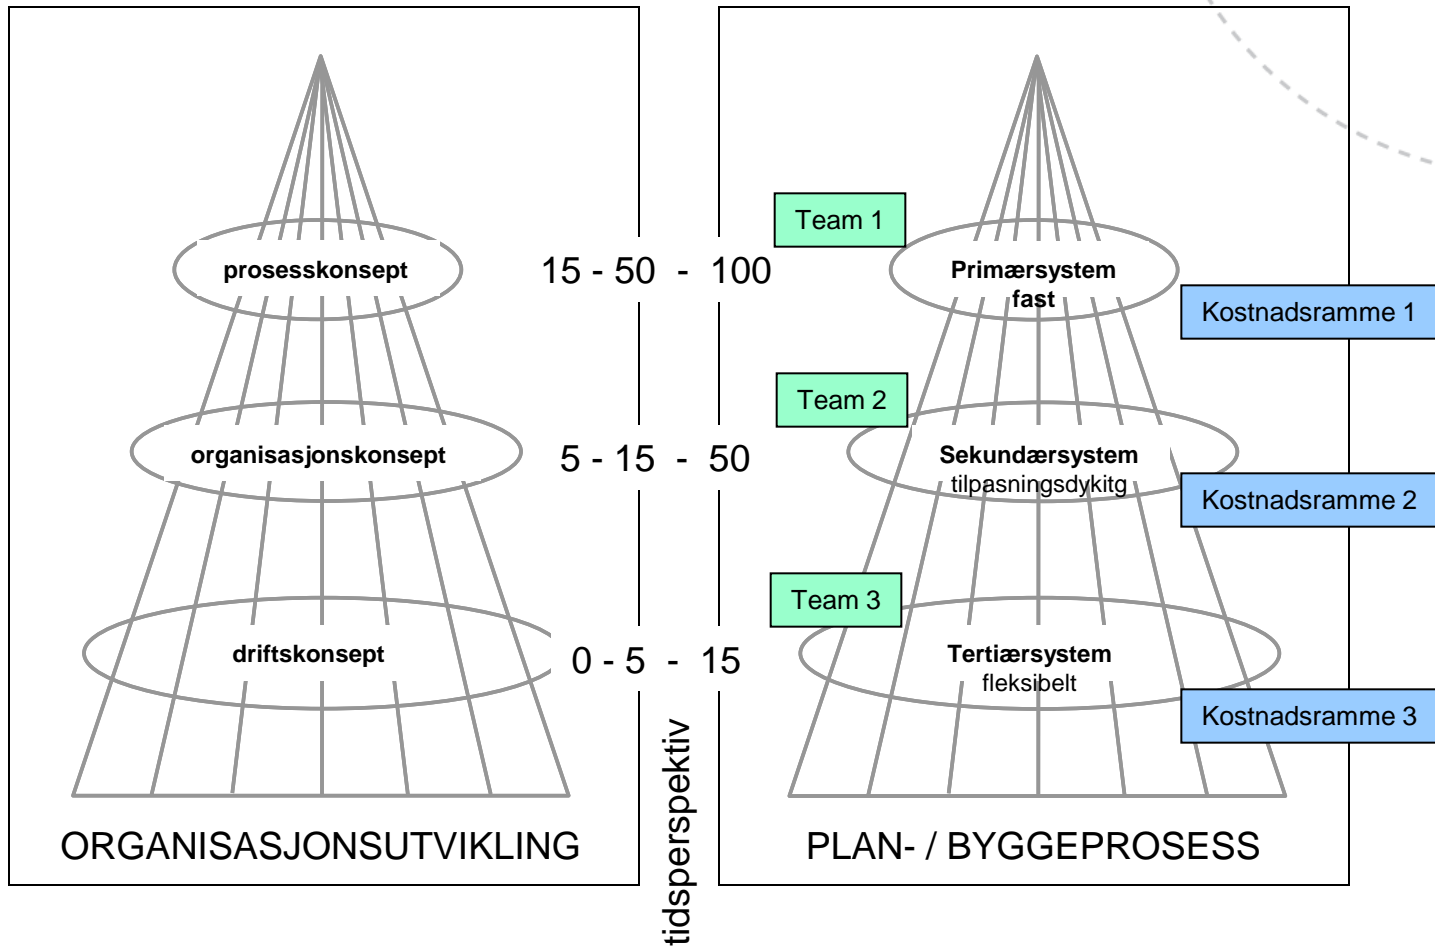 Team 1
prosesskonsept
15 - 50 - 100
Primærsystem
fast
Kostnadsramme 1
Team 2
organisasjonskonsept
5 - 15 - 50
Sekundærsystem
tilpasningsdykitg
Kostnadsramme 2
Team 3
driftskonsept
0 - 5 - 15
Tertiærsystem
fleksibelt
Kostnadsramme 3
tidsperspektiv
ORGANISASJONSUTVIKLING
PLAN- / BYGGEPROSESS